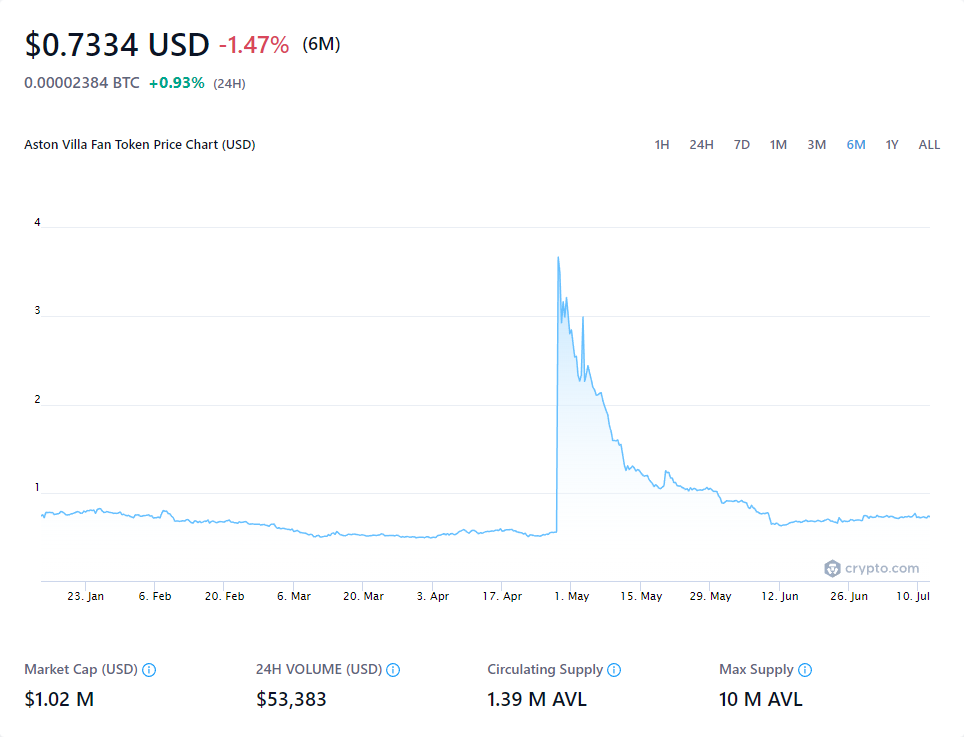 $0.7334 USD -1.47% (6M)
0.00002384 BTC +0.93% (24H)
Aston Villa Fan Token Price Chart (USD) 1H 24H 7D 1M 3M 6M 1Y ALL
4
3
2
1
crypto.com
23. Jan 6. Feb 20. Feb 6. Mar 20. Mar 3. Apr 17. Apr 1. May 15. May 29. May 12. Jun 26. Jun 10. Jul
Market Cap (USD) 24H VOLUME (USD) Circulating Supply Max Supply
$1.02 M $53,383 1.39 M AVL 10 M AVL